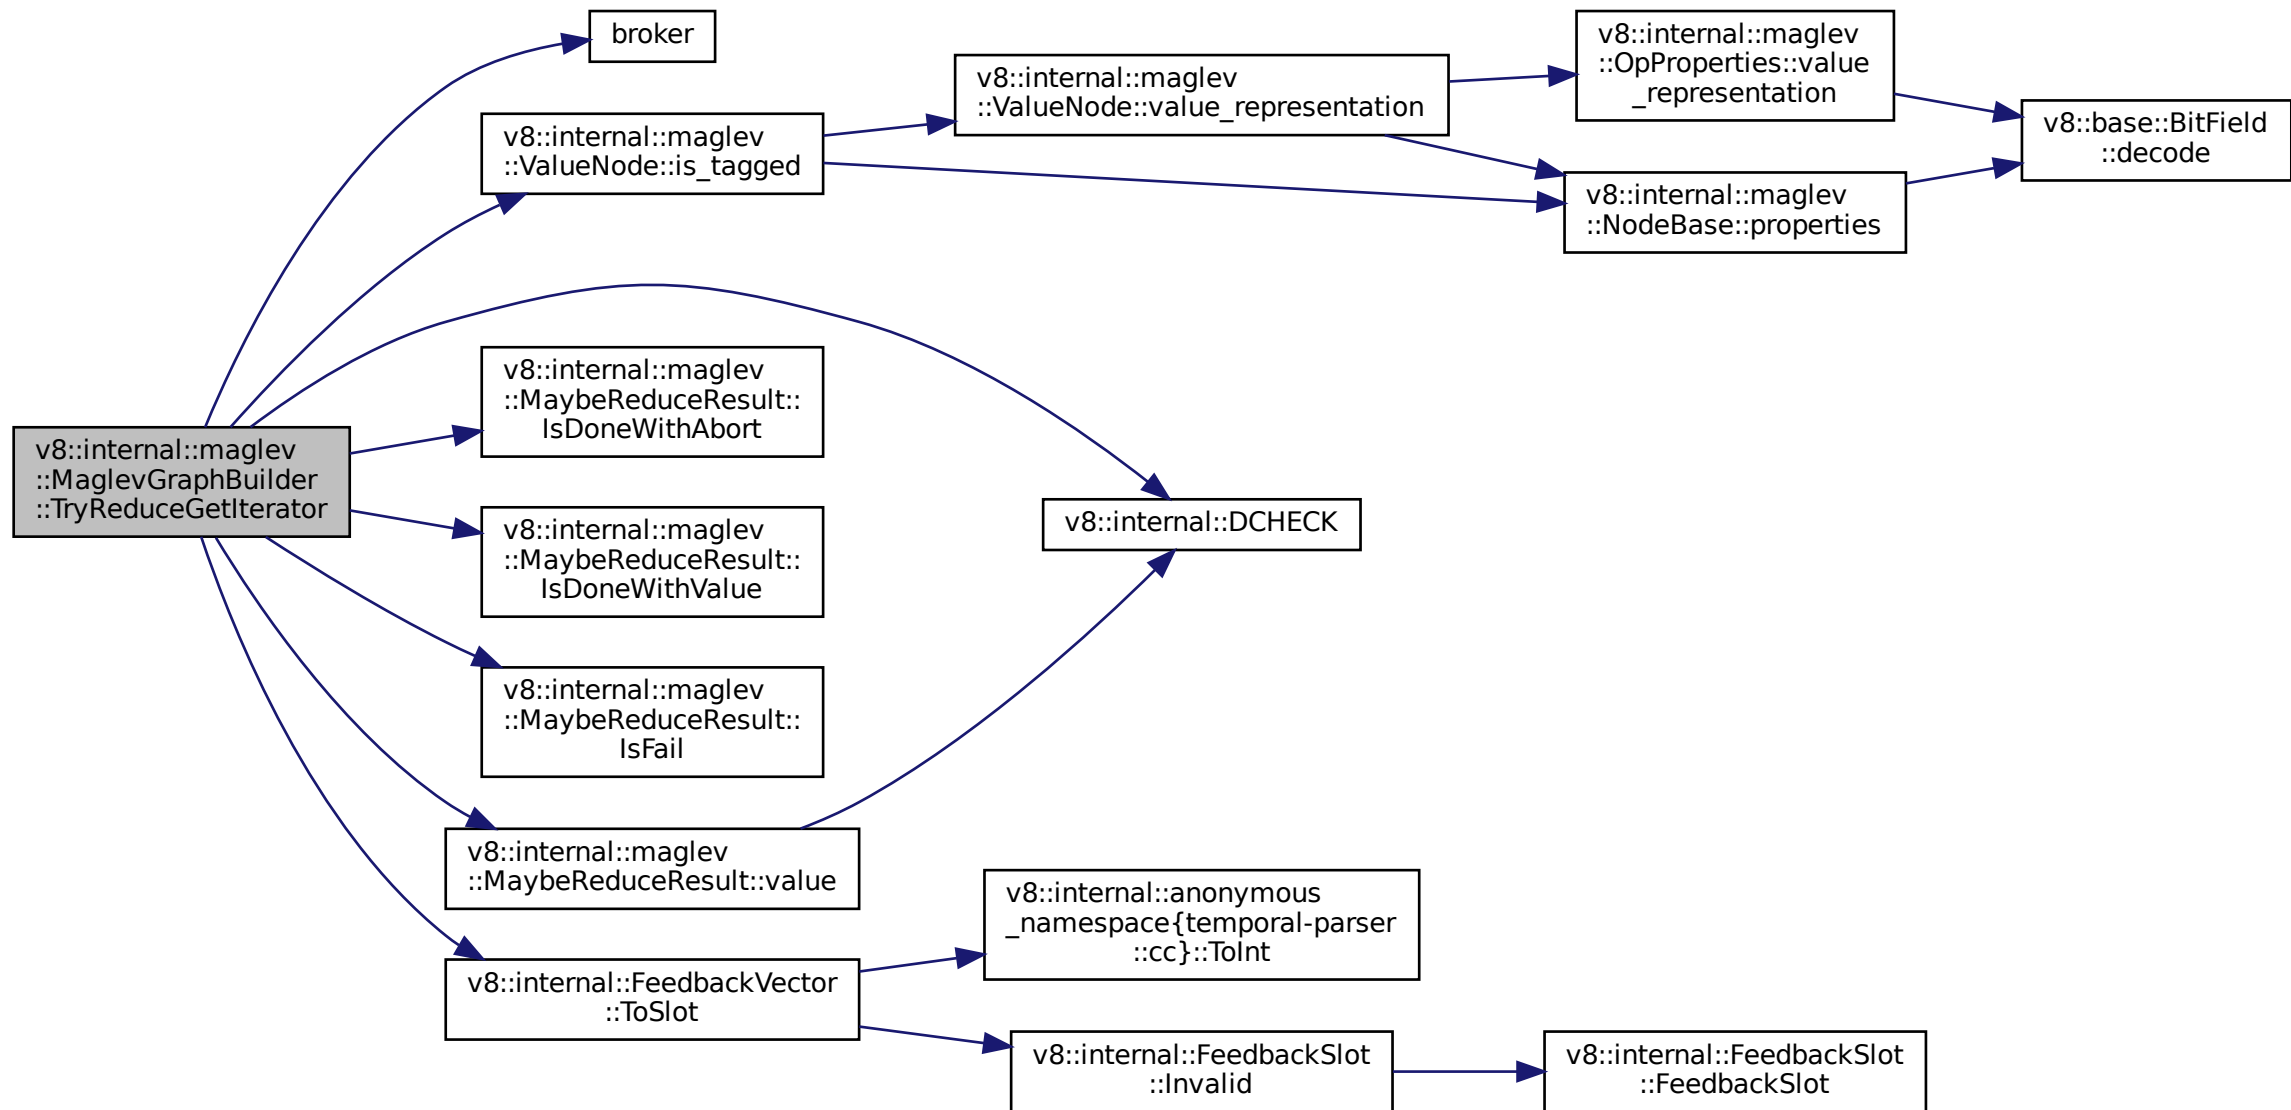 broker
v8::internal::maglev
::ValueNode::is_tagged
v8::internal::maglev
::ValueNode::value_representation
v8::internal::maglev
::OpProperties::value
_representation
v8::base::BitField
::decode
v8::internal::maglev
::NodeBase::properties
v8::internal::maglev
::MaybeReduceResult::
IsDoneWithAbort
v8::internal::maglev
::MaglevGraphBuilder
::TryReduceGetIterator
v8::internal::maglev
::MaybeReduceResult::
IsDoneWithValue
v8::internal::DCHECK
v8::internal::maglev
::MaybeReduceResult::
IsFail
v8::internal::maglev
::MaybeReduceResult::value
v8::internal::anonymous
_namespace{temporal-parser
::cc}::ToInt
v8::internal::FeedbackVector
::ToSlot
v8::internal::FeedbackSlot
::Invalid
v8::internal::FeedbackSlot
::FeedbackSlot